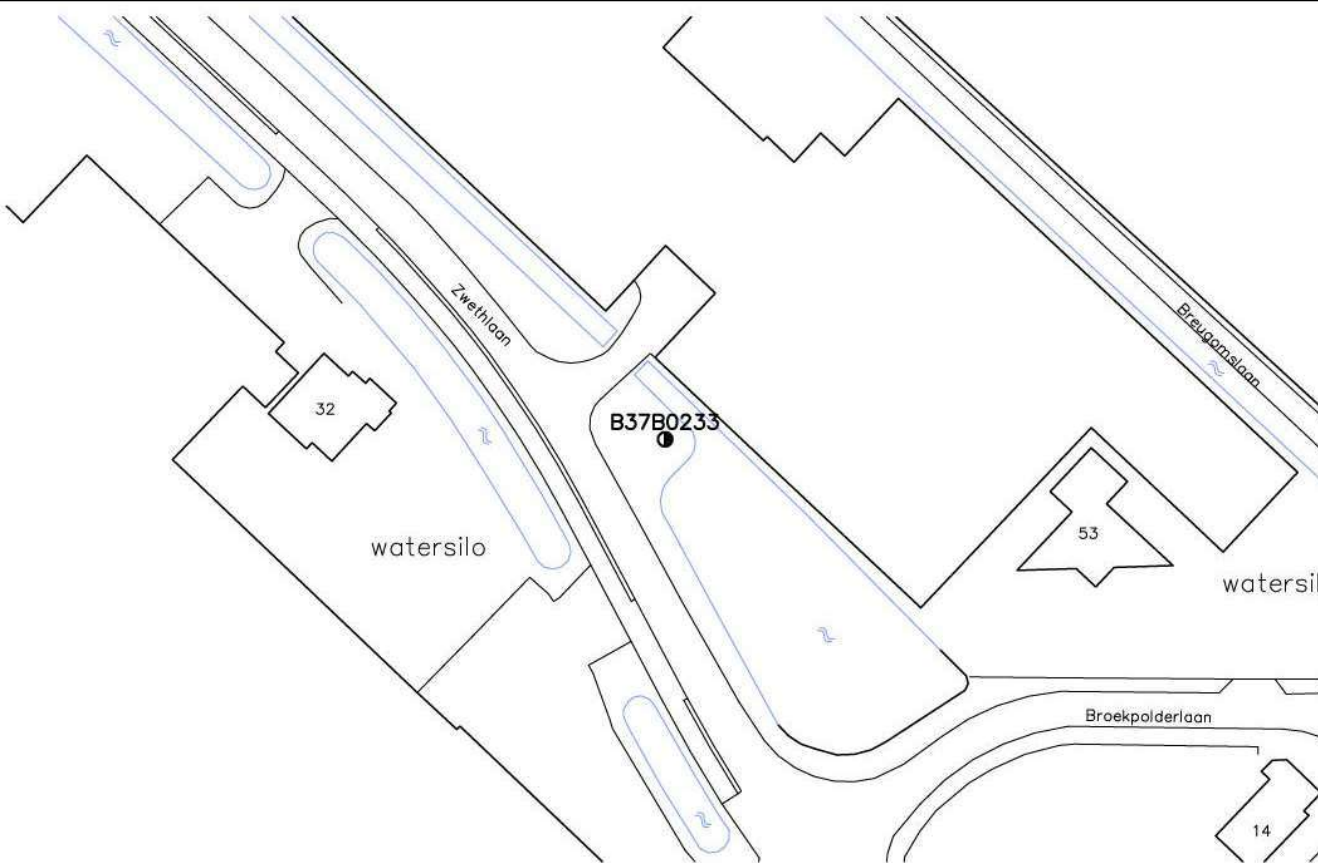 Zwethlaan
Breugomslaan
32
B37B0233
53
watersilo
watersil
Broekpolderlaan
14